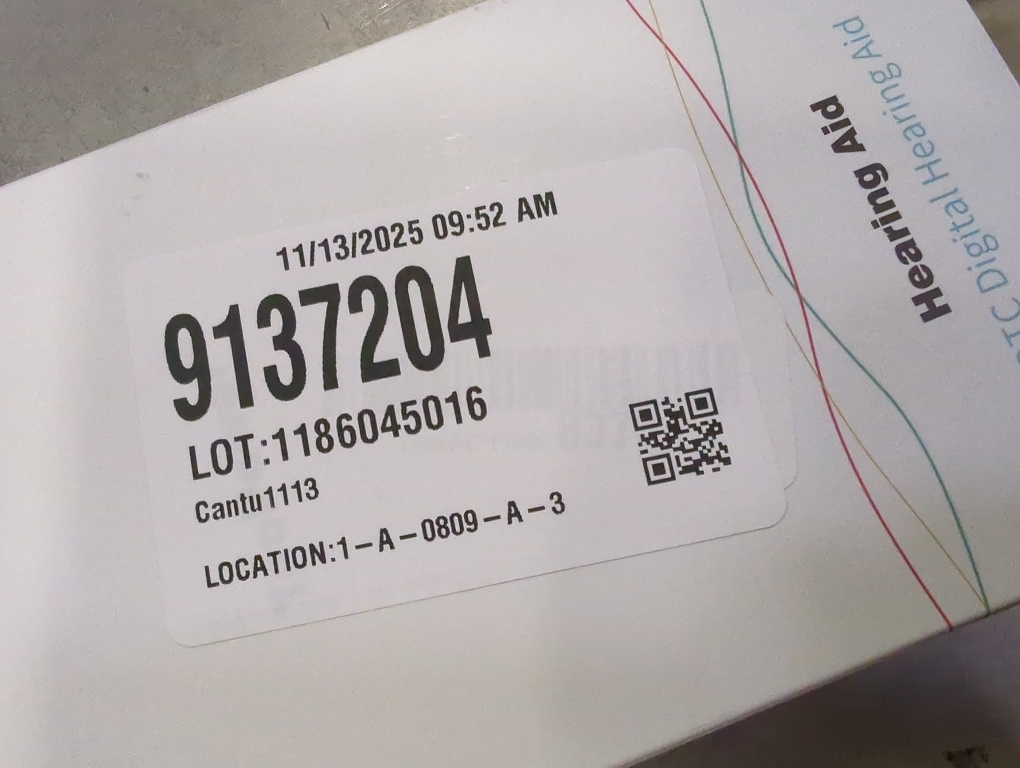 11/13/2025 09:52 AM
9137204
LOT:1186045016
Cantu1113
LOCATION:1-A-0809-A-3
Hearing Aid
Digital Hearing Aid